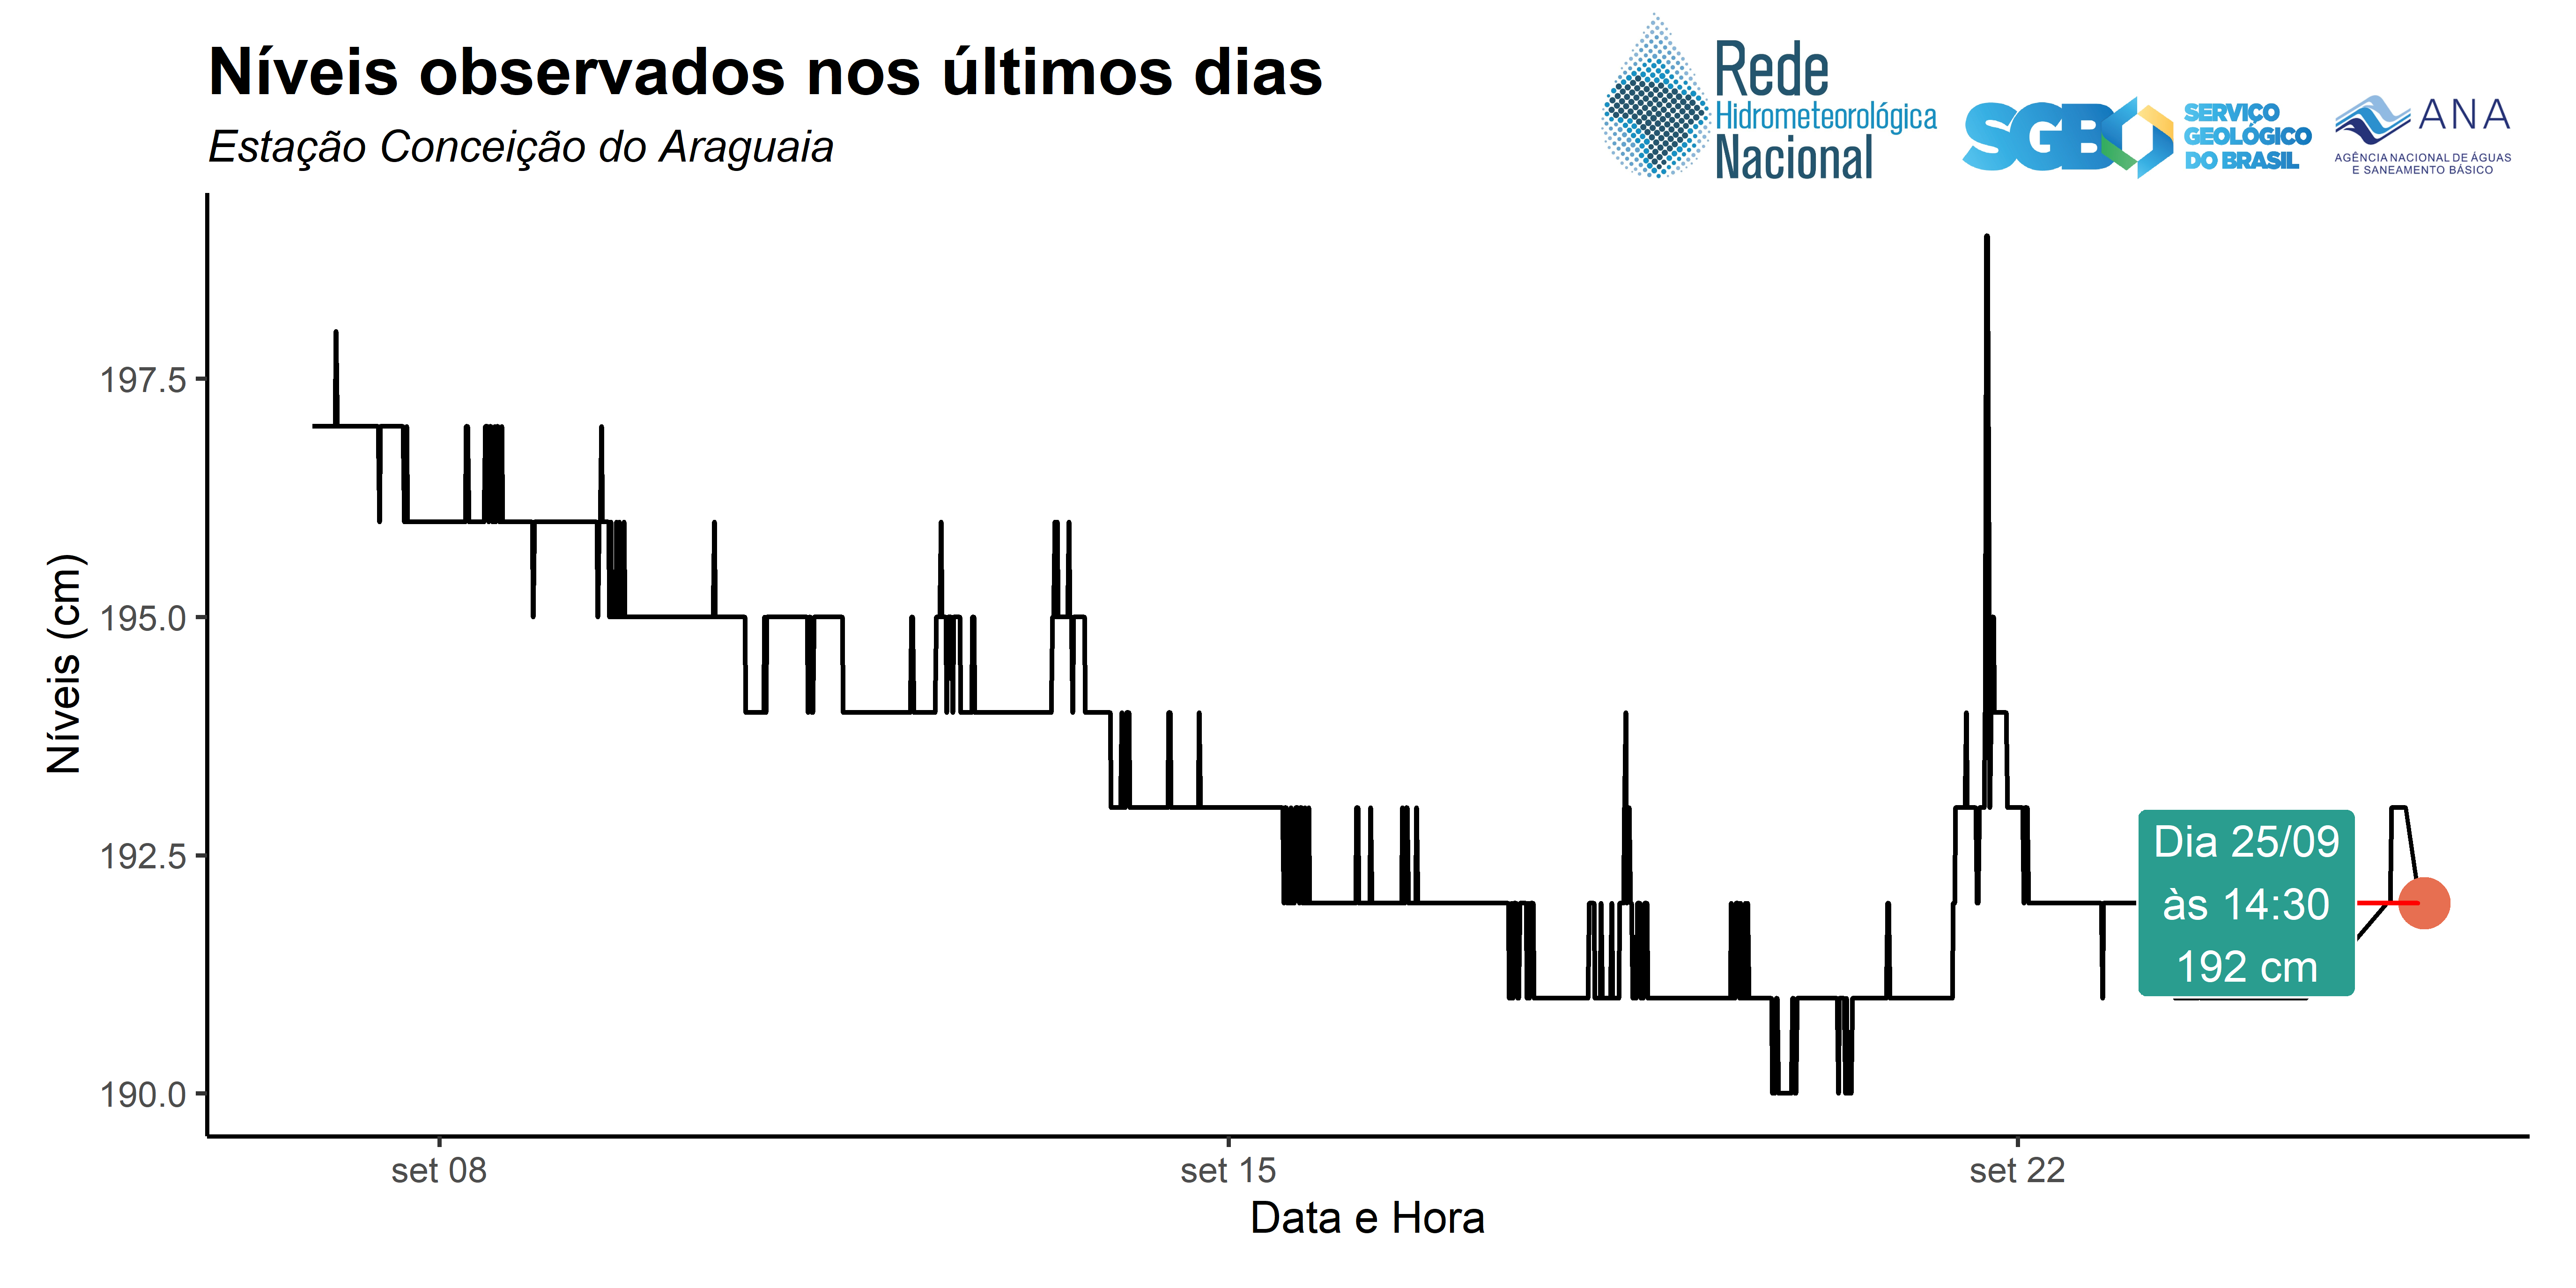 Níveis observados nos últimos dias
Estação Conceição do Araguaia
Rede
Hidrometeorológica
Nacional
SGB
SERVIÇO
GEOLÓGICO
DO BRASIL
ANA
AGÊNCIA NACIONAL DE ÁGUAS
E SANEAMENTO BÁSICO
Níveis (cm)
197.5
195.0
192.5
190.0
Dia 25/09
às 14:30
192 cm
set 08
set 15
set 22
Data e Hora